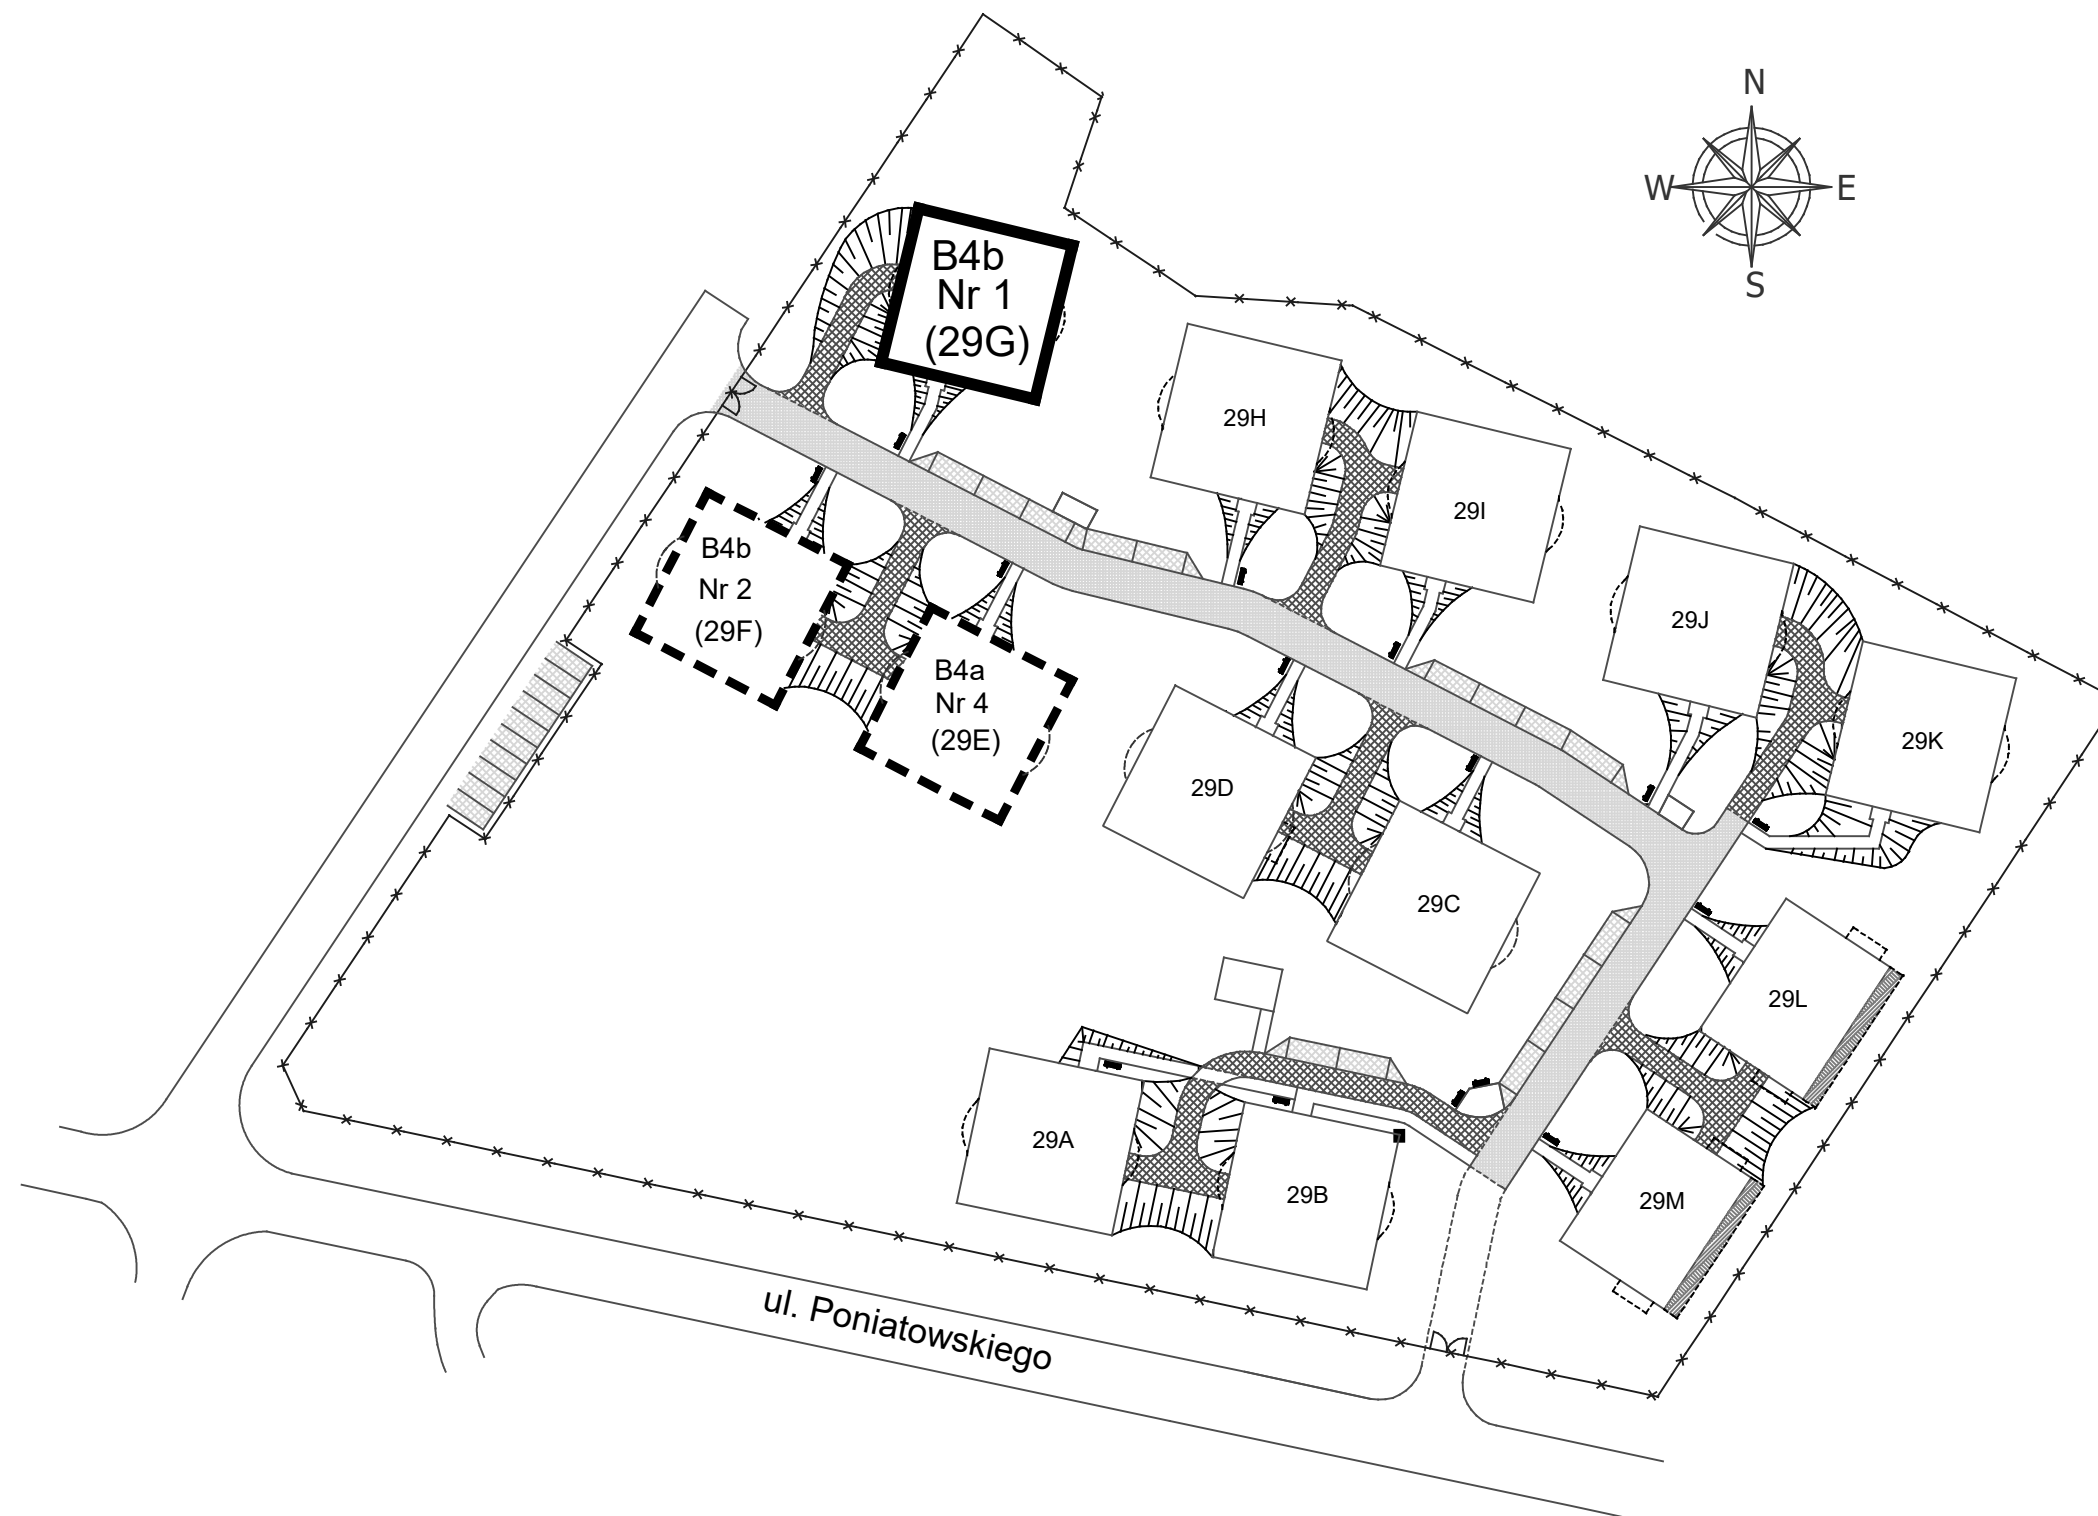 N
W
E
S
B4b
Nr 1
(29G)
29H
29I
B4b
Nr 2
(29F)
29J
B4a
Nr 4
(29E)
29K
29D
29C
29L
29A
29B
29M
ul. Poniatowskiego